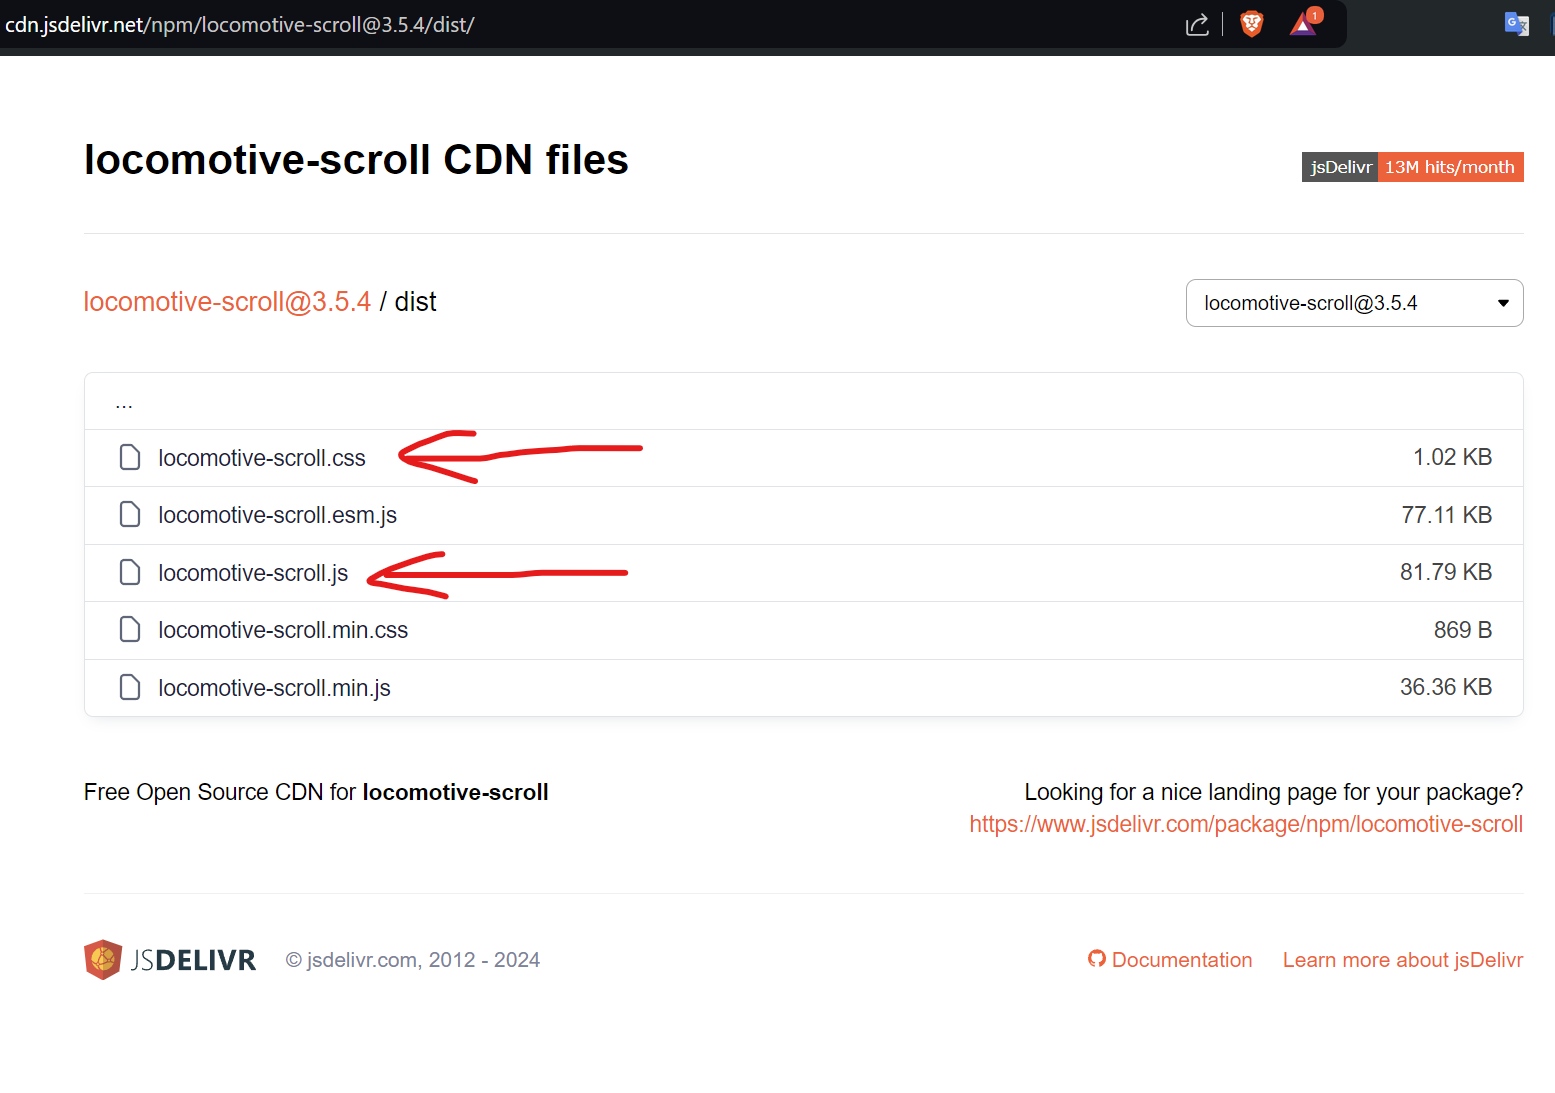 cdn.jsdelivr.net/npm/locomotive-scroll@3.5.4/dist/
1
G
locomotive-scroll CDN files
jsDelivr 13M hits/month
locomotive-scroll@3.5.4 / dist
locomotive-scroll@3.5.4
...
locomotive-scroll.css 1.02 KB
locomotive-scroll.esm.js 77.11 KB
locomotive-scroll.js 81.79 KB
locomotive-scroll.min.css 869 B
locomotive-scroll.min.js 36.36 KB
Free Open Source CDN for locomotive-scroll
Looking for a nice landing page for your package?
https://www.jsdelivr.com/package/npm/locomotive-scroll
JSDELIVR © jsdelivr.com, 2012 - 2024 Documentation Learn more about jsDelivr